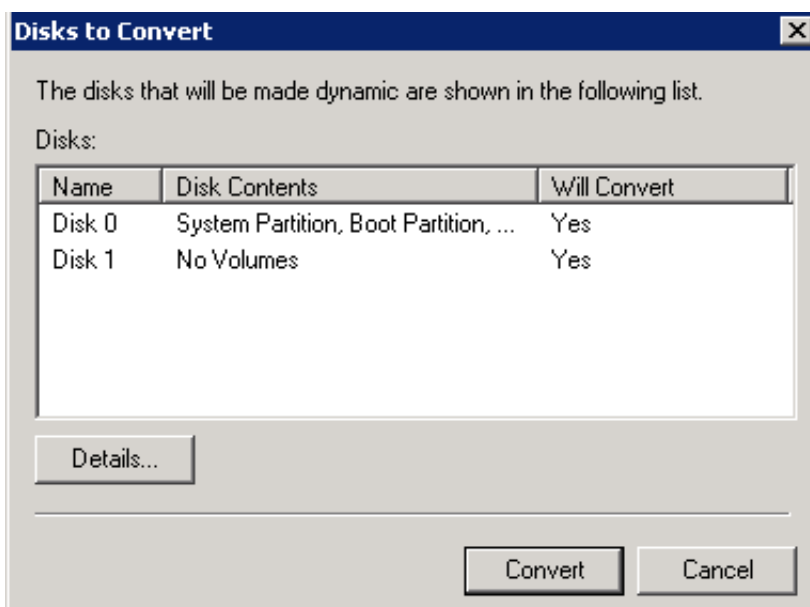 Disks to Convert
The disks that will be made dynamic are shown in the following list.
Disks:
Name Disk Contents Will Convert
Disk 0 System Partition, Boot Partition, ... Yes
Disk 1 No Volumes Yes
Details...
Convert Cancel